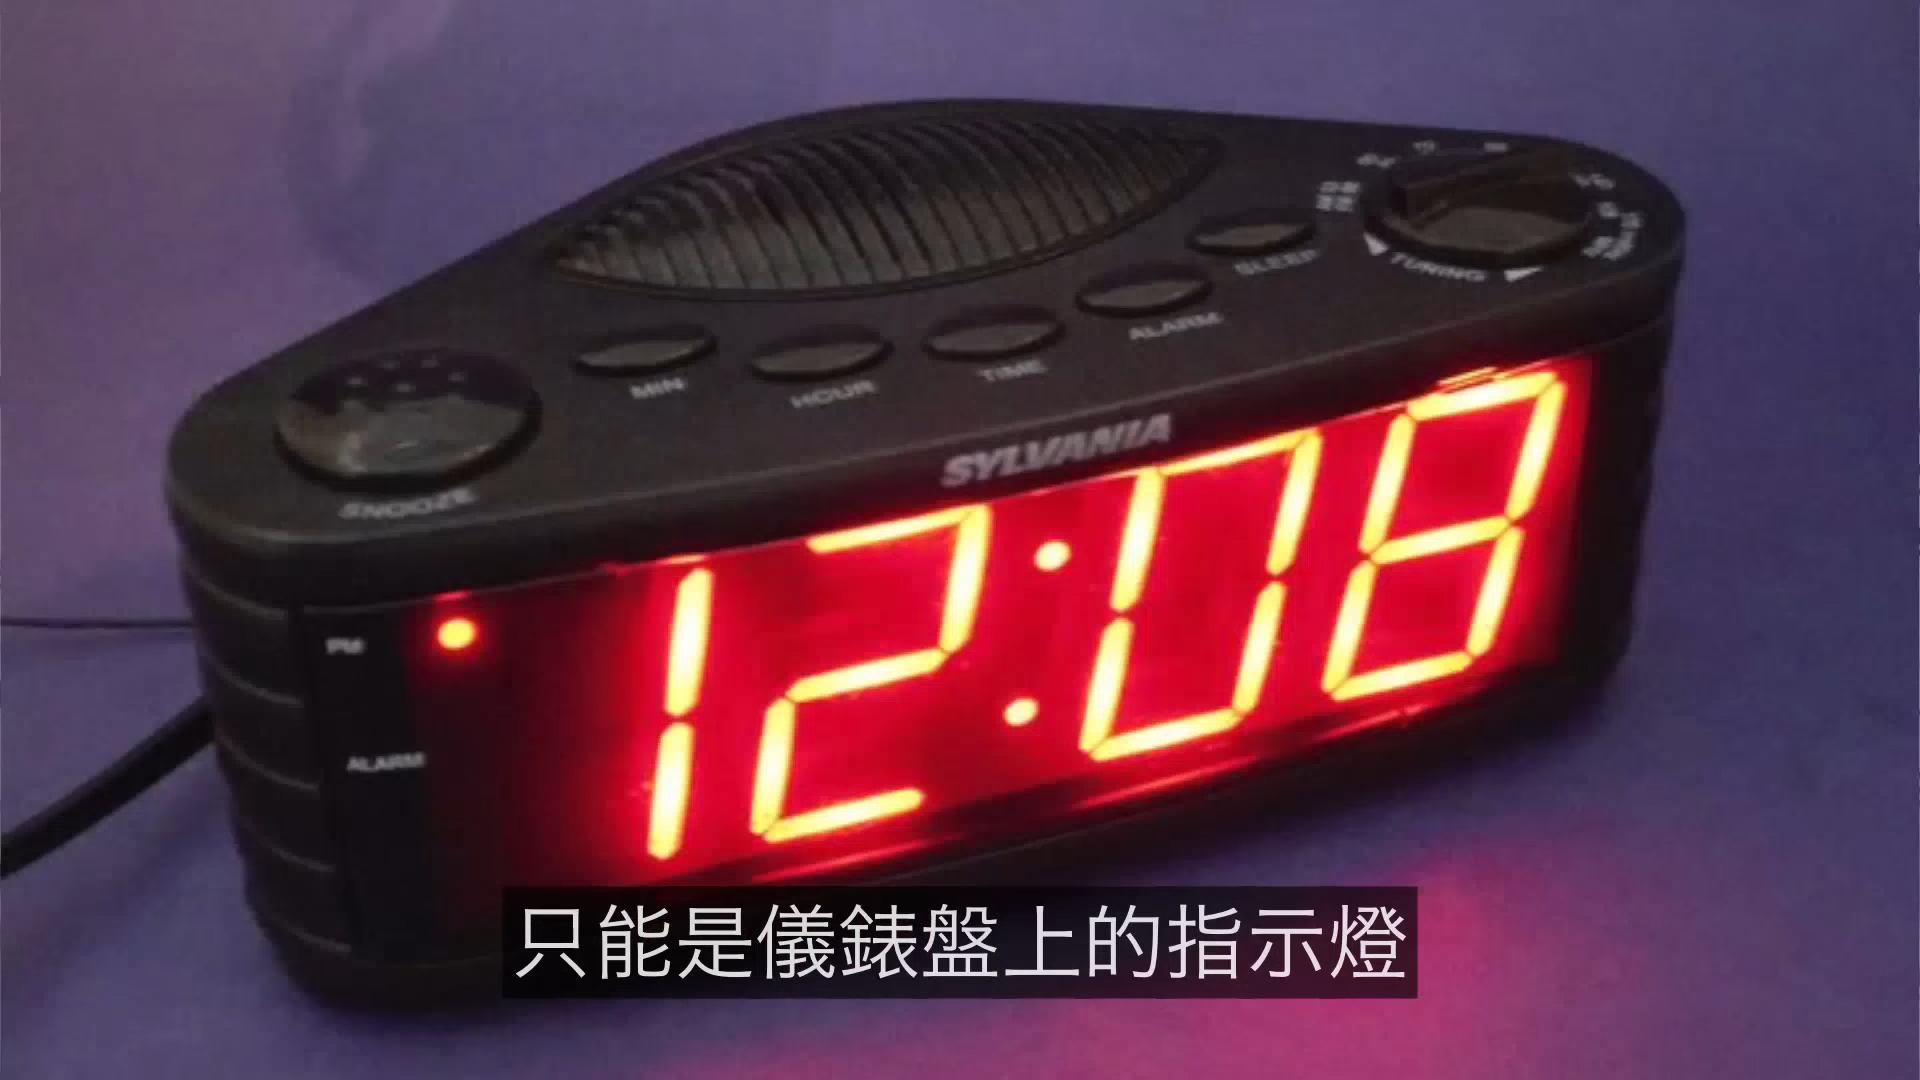 SLEEP
TUNING
ALARM
TIME
HOUR
MIN
SNOOZE
SYLVANIA
12:08
PM
ALARM
只能是儀錶盤上的指示燈